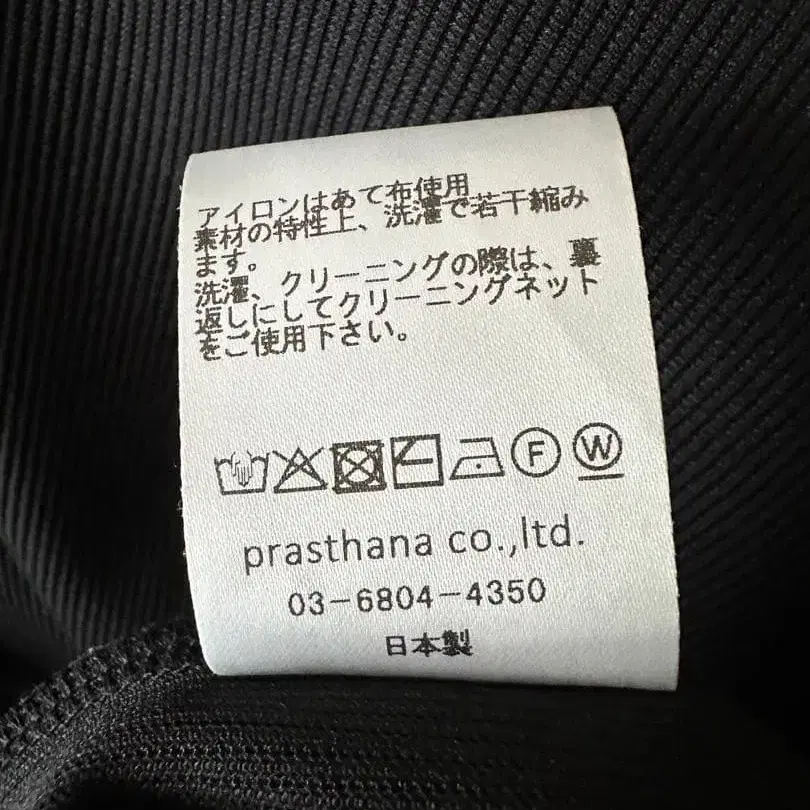 アイロンはあて布使用
素材の特性上、洗濯で若干縮み
ます。
洗濯、クリーニングの際は、裏
返しにしてクリーニングネット
をご使用下さい。
F W
prasthana co.,ltd.
03-6804-4350
日本製